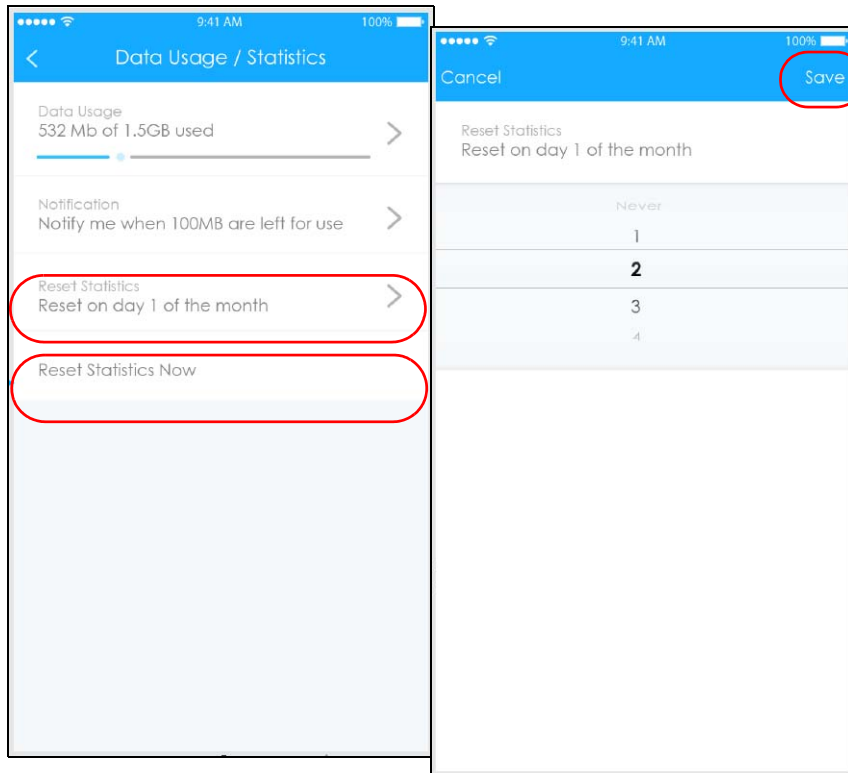 9:41 AM 100%
Data Usage / Statistics
Data Usage
532 Mb of 1.5GB used
Notification
Notify me when 100MB are left for use
Reset Statistics
Reset on day 1 of the month
Reset Statistics Now
9:41 AM 100%
Cancel Save
Reset Statistics
Reset on day 1 of the month
Never
1
2
3
4